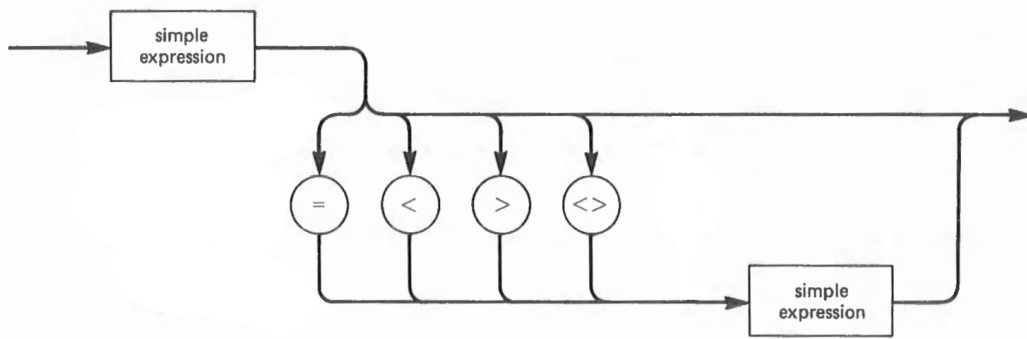 simple
expression
= < > <>
simple
expression